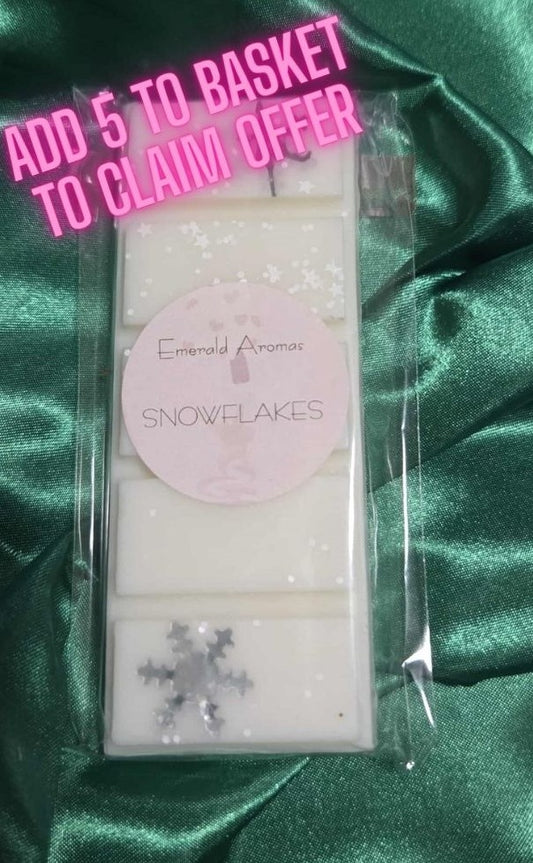 ADD 5 TO BASKET
TO CLAIM OFFER
Emerald Aromas
SNOWFLAKES